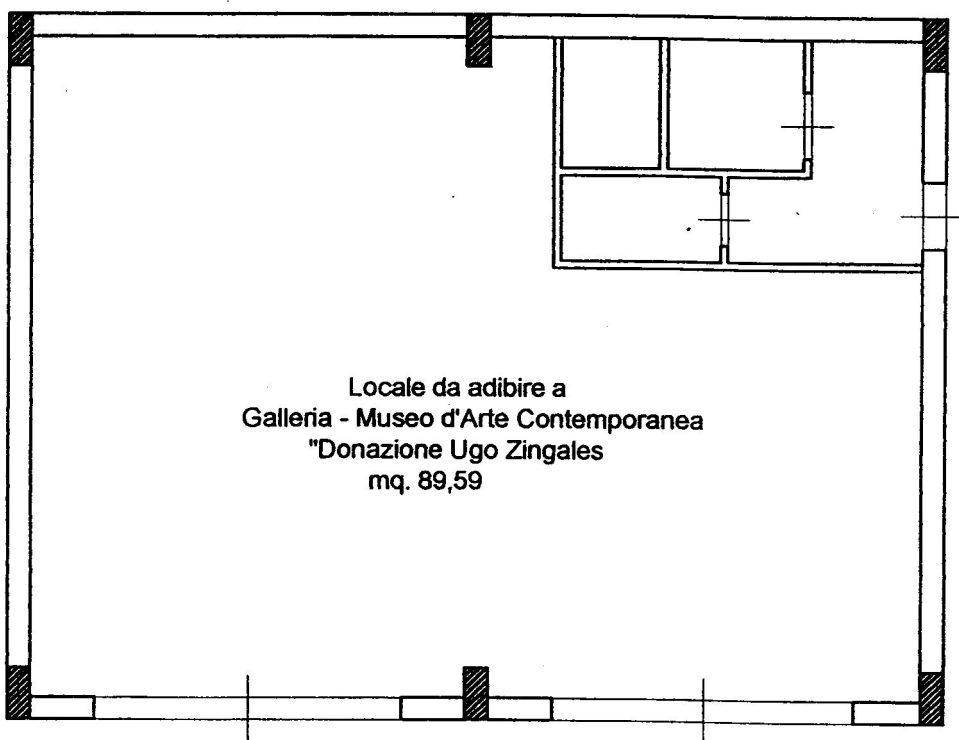 Locale da adibire a
Galleria - Museo d'Arte Contemporanea
"Donazione Ugo Zingales
mq. 89,59